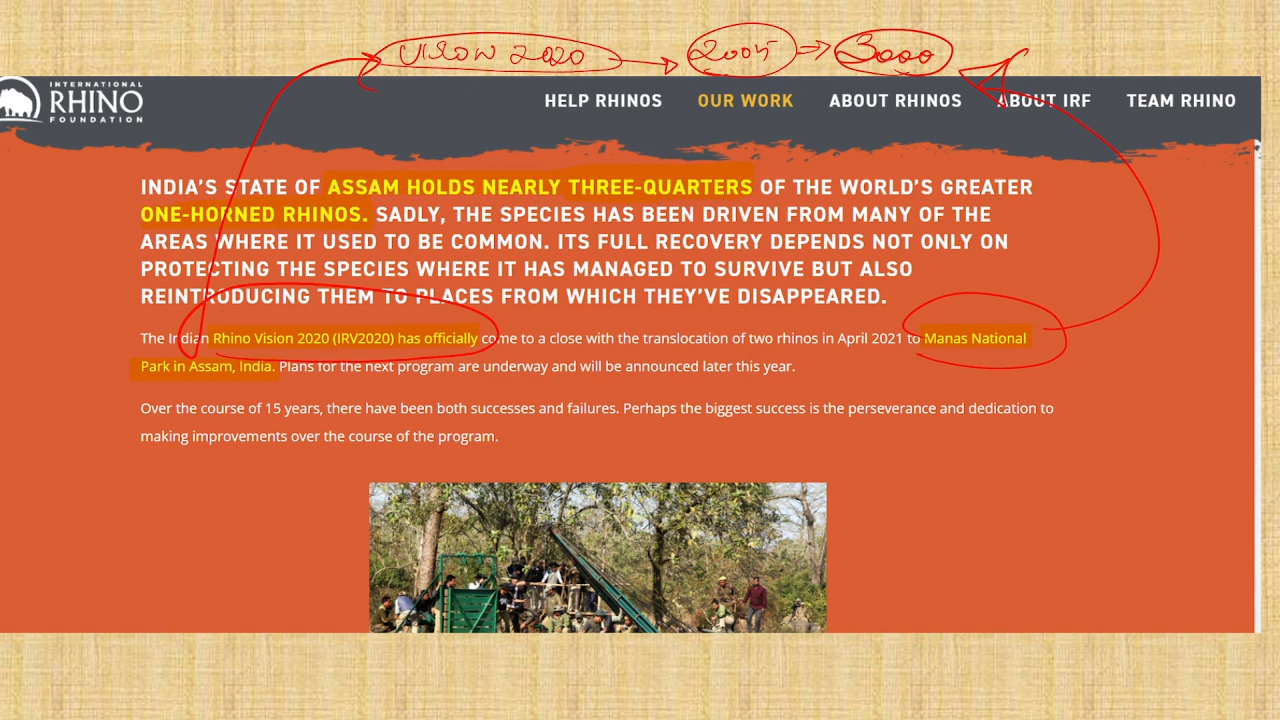 VISION 2020 → 2005 → 3000
INTERNATIONAL
RHINO
FOUNDATION
HELP RHINOS OUR WORK ABOUT RHINOS ABOUT IRF TEAM RHINO
INDIA'S STATE OF ASSAM HOLDS NEARLY THREE-QUARTERS OF THE WORLD'S GREATER
ONE-HORNED RHINOS. SADLY, THE SPECIES HAS BEEN DRIVEN FROM MANY OF THE
AREAS WHERE IT USED TO BE COMMON. ITS FULL RECOVERY DEPENDS NOT ONLY ON
PROTECTING THE SPECIES WHERE IT HAS MANAGED TO SURVIVE BUT ALSO
REINTRODUCING THEM TO PLACES FROM WHICH THEY'VE DISAPPEARED.
The Indian Rhino Vision 2020 (IRV2020) has officially come to a close with the translocation of two rhinos in April 2021 to Manas National
Park in Assam, India. Plans for the next program are underway and will be announced later this year.
Over the course of 15 years, there have been both successes and failures. Perhaps the biggest success is the perseverance and dedication to
making improvements over the course of the program.